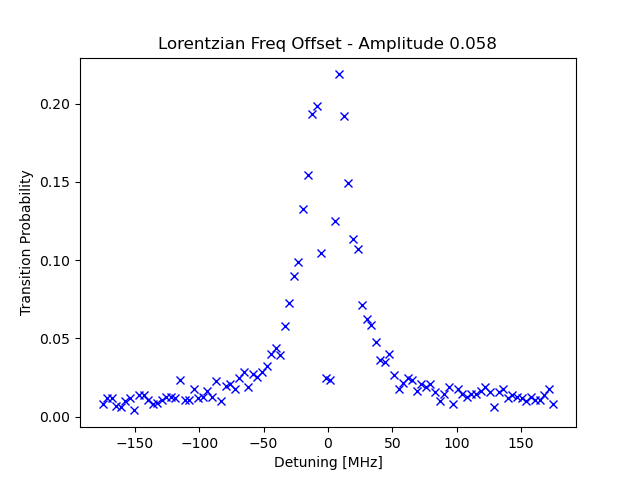 Lorentzian Freq Offset - Amplitude 0.058
Transition Probability
0.20
0.15
0.10
0.05
0.00
−150 −100 −50 0 50 100 150
Detuning [MHz]